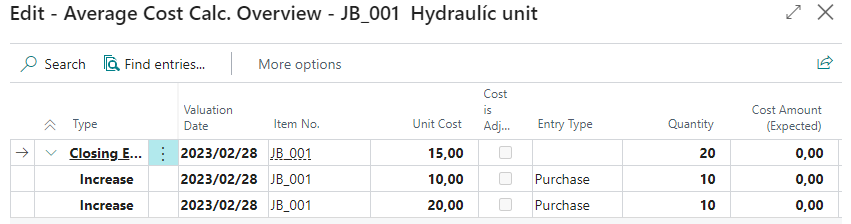 Edit - Average Cost Calc. Overview - JB_001 Hydraulíc unit
Search Find entries... More options
Type Valuation Date Item No. Unit Cost Cost is Adj... Entry Type Quantity Cost Amount (Expected)
Closing E... 2023/02/28 JB_001 15,00 20 0,00
Increase 2023/02/28 JB_001 10,00 Purchase 10 0,00
Increase 2023/02/28 JB_001 20,00 Purchase 10 0,00